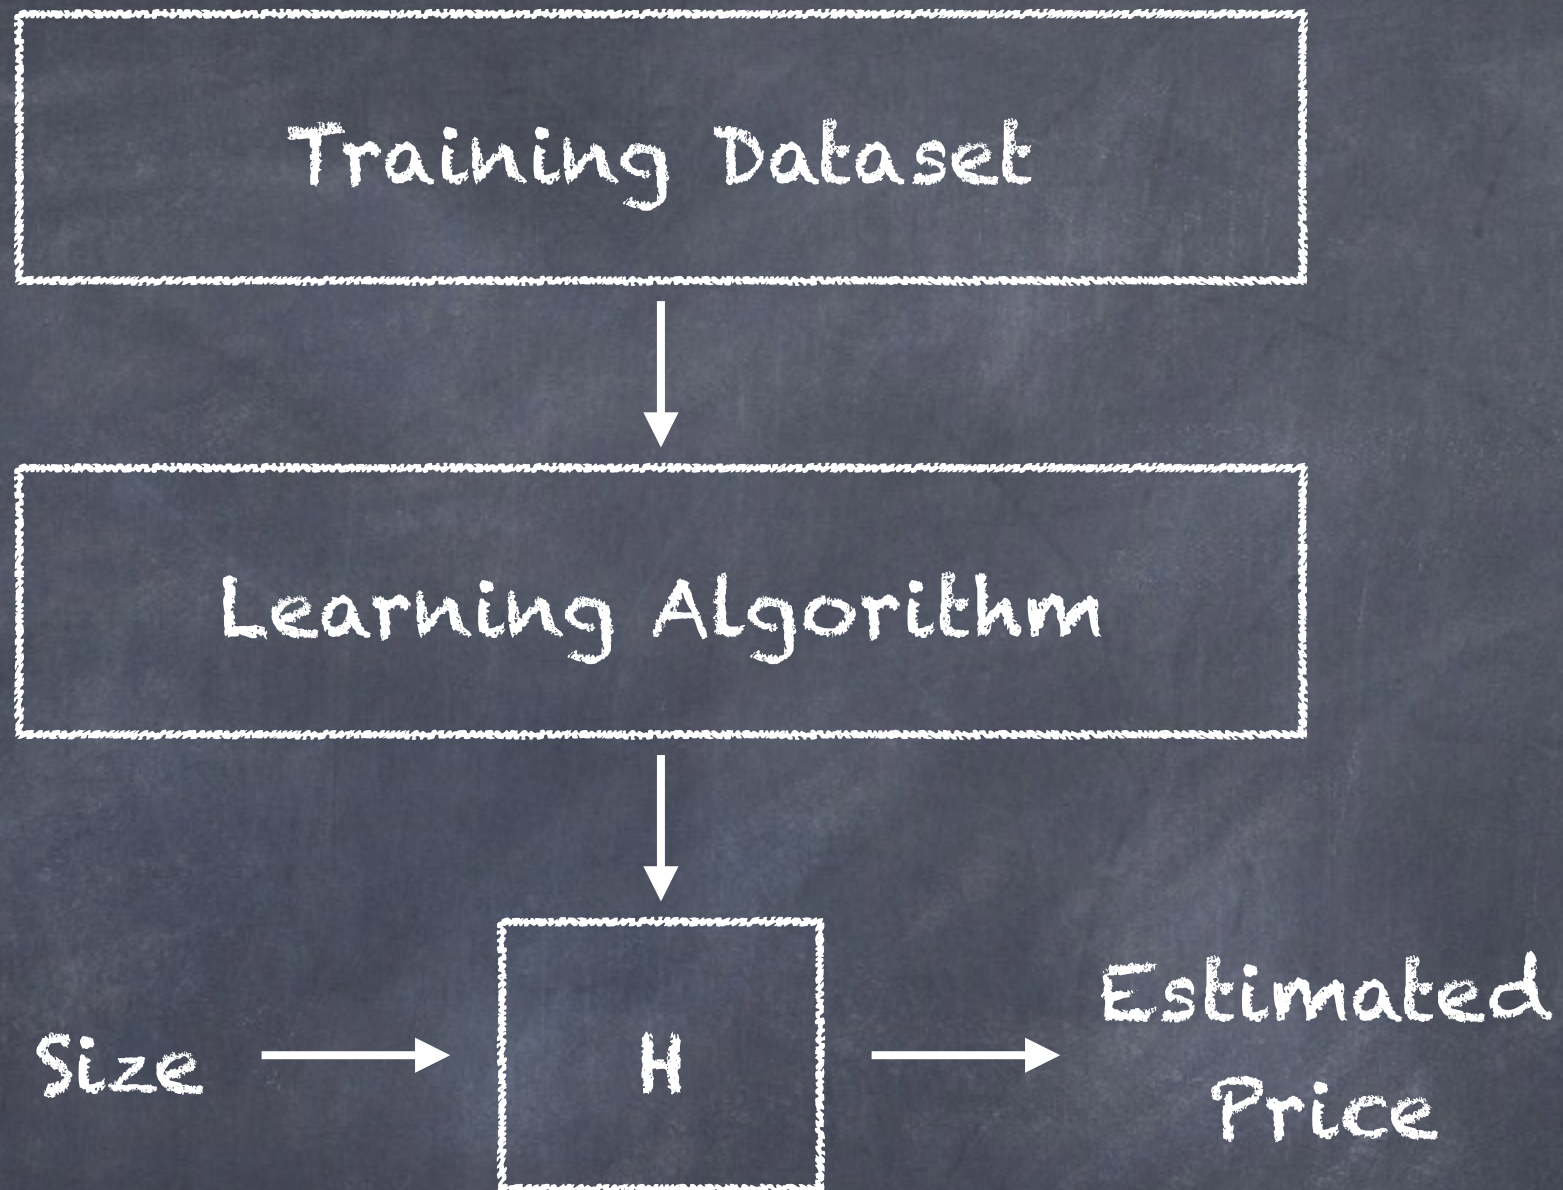 Training Dataset
Learning Algorithm
Size
H
Estimated
Price